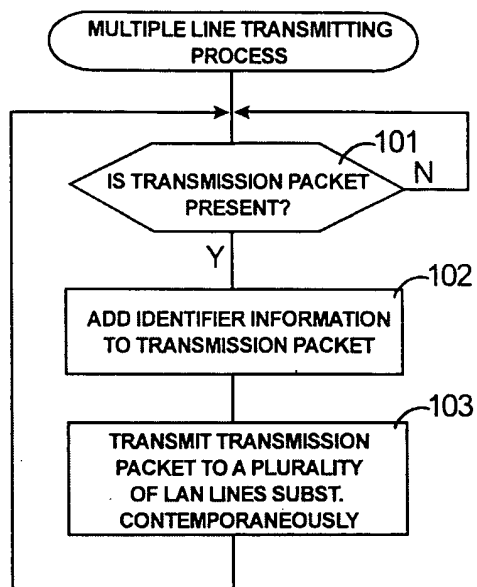 MULTIPLE LINE TRANSMITTING
PROCESS
101
IS TRANSMISSION PACKET
PRESENT?
N
Y
102
ADD IDENTIFIER INFORMATION
TO TRANSMISSION PACKET
103
TRANSMIT TRANSMISSION
PACKET TO A PLURALITY
OF LAN LINES SUBST.
CONTEMPORANEOUSLY